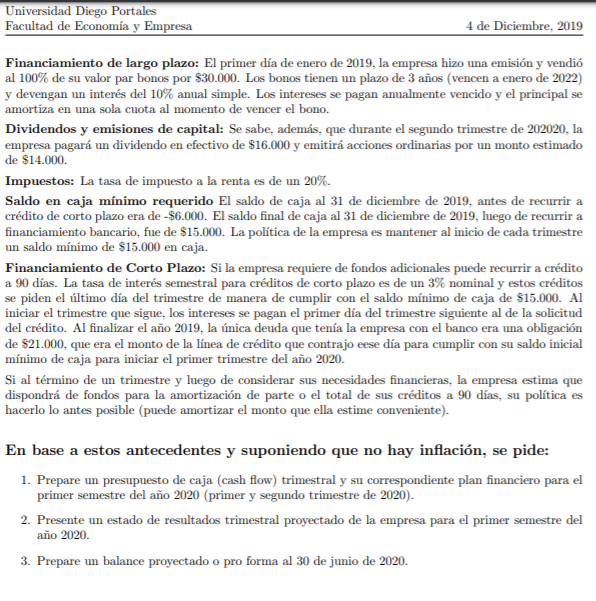 Universidad Diego Portales
Facultad de Economía y Empresa 4 de Diciembre, 2019
Financiamiento de largo plazo: El primer día de enero de 2019, la empresa hizo una emisión y vendió
al 100% de su valor par bonos por $30.000. Los bonos tienen un plazo de 3 años (vencen a enero de 2022)
y devengan un interés del 10% anual simple. Los intereses se pagan anualmente vencido y el principal se
amortiza en una sola cuota al momento de vencer el bono.
Dividendos y emisiones de capital: Se sabe, además, que durante el segundo trimestre de 202020, la
empresa pagará un dividendo en efectivo de $16.000 y emitirá acciones ordinarias por un monto estimado
de $14.000.
Impuestos: La tasa de impuesto a la renta es de un 20%.
Saldo en caja mínimo requerido El saldo de caja al 31 de diciembre de 2019, antes de recurrir a
crédito de corto plazo era de -$6.000. El saldo final de caja al 31 de diciembre de 2019, luego de recurrir a
financiamiento bancario, fue de $15.000. La política de la empresa es mantener al inicio de cada trimestre
un saldo mínimo de $15.000 en caja.
Financiamiento de Corto Plazo: Si la empresa requiere de fondos adicionales puede recurrir a crédito
a 90 días. La tasa de interés semestral para créditos de corto plazo es de un 3% nominal y estos créditos
se piden el último día del trimestre de manera de cumplir con el saldo mínimo de caja de $15.000. Al
iniciar el trimestre que sigue, los intereses se pagan el primer día del trimestre siguiente al de la solicitud
del crédito. Al finalizar el año 2019, la única deuda que tenía la empresa con el banco era una obligación
de $21.000, que era el monto de la línea de crédito que contrajo eese día para cumplir con su saldo inicial
mínimo de caja para iniciar el primer trimestre del año 2020.
Si al término de un trimestre y luego de considerar sus necesidades financieras, la empresa estima que
dispondrá de fondos para la amortización de parte o el total de sus créditos a 90 días, su política es
hacerlo lo antes posible (puede amortizar el monto que ella estime conveniente).
En base a estos antecedentes y suponiendo que no hay inflación, se pide:
1. Prepare un presupuesto de caja (cash flow) trimestral y su correspondiente plan financiero para el
primer semestre del año 2020 (primer y segundo trimestre de 2020).
2. Presente un estado de resultados trimestral proyectado de la empresa para el primer semestre del
año 2020.
3. Prepare un balance proyectado o pro forma al 30 de junio de 2020.